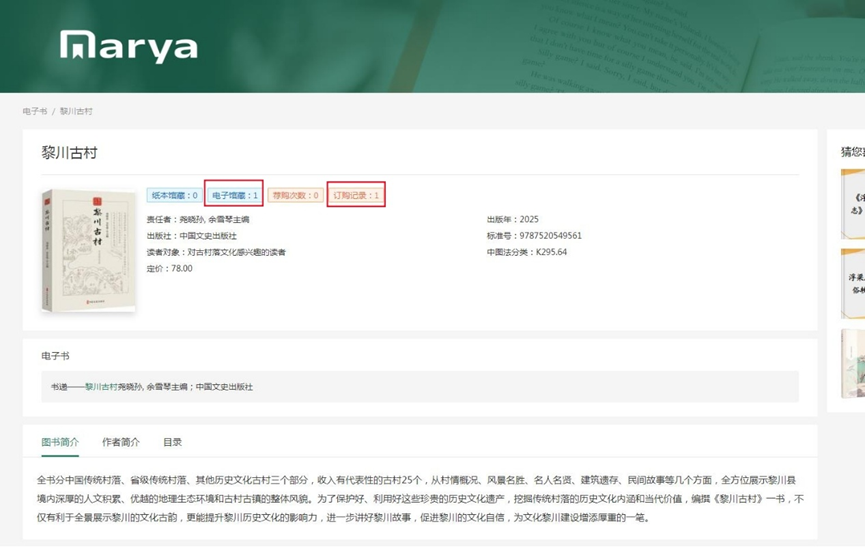 Marya
电子书 / 黎川古村
黎川古村
猜您喜
纸本馆藏：0 电子馆藏：1 荐购次数：0 订购记录：1
责任者：尧晓孙, 余雪琴主编
出版年：2025
出版社：中国文史出版社
标准号：9787520549561
读者对象：对古村落文化感兴趣的读者
中图法分类：K295.64
定价：78.00
黎川古村
电子书
书递——黎川古村尧晓孙, 余雪琴主编；中国文史出版社
图书简介 作者简介 目录
全书分中国传统村落、省级传统村落、其他历史文化古村三个部分，收入有代表性的古村25个，从村情概况、风景名胜、名人名贤、建筑遗存、民间故事等几个方面，全方位展示黎川县
境内深厚的人文积累、优越的地理生态环境和古村古镇的整体风貌。为了保护好、利用好这些珍贵的历史文化遗产，挖掘传统村落的历史文化内涵和当代价值，编撰《黎川古村》一书，不
仅有利于全景展示黎川的文化古韵，更能提升黎川历史文化的影响力，进一步讲好黎川故事，促进黎川的文化自信，为文化黎川建设增添厚重的一笔。